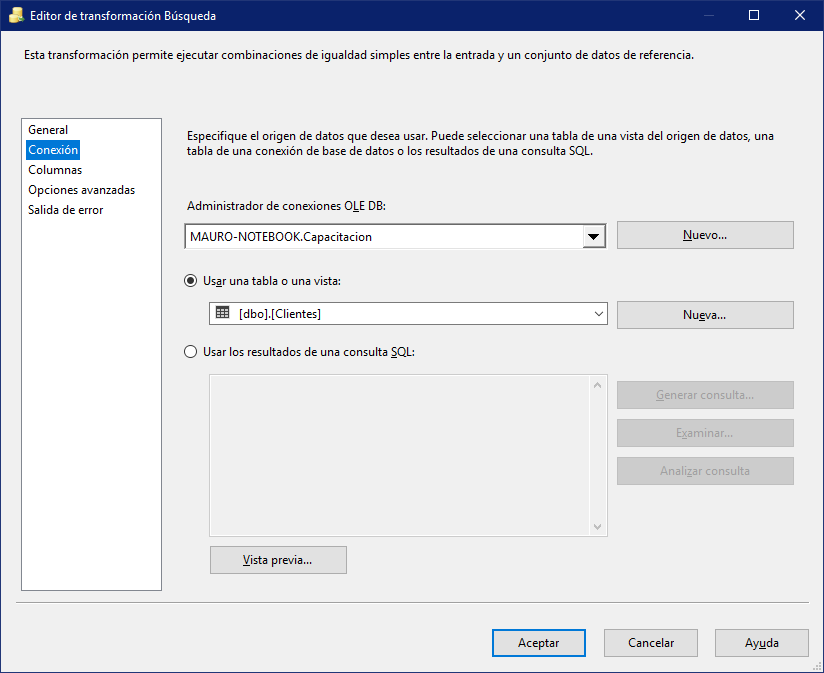 Editor de transformación Búsqueda
Esta transformación permite ejecutar combinaciones de igualdad simples entre la entrada y un conjunto de datos de referencia.
General
Conexión
Columnas
Opciones avanzadas
Salida de error
Especifique el origen de datos que desea usar. Puede seleccionar una tabla de una vista del origen de datos, una
tabla de una conexión de base de datos o los resultados de una consulta SQL.
Administrador de conexiones OLE DB:
MAURO-NOTEBOOK.Capacitacion
Nuevo...
Usar una tabla o una vista:
[dbo].[Clientes]
Nueva...
Usar los resultados de una consulta SQL:
Generar consulta...
Examinar...
Analizar consulta
Vista previa...
Aceptar
Cancelar
Ayuda